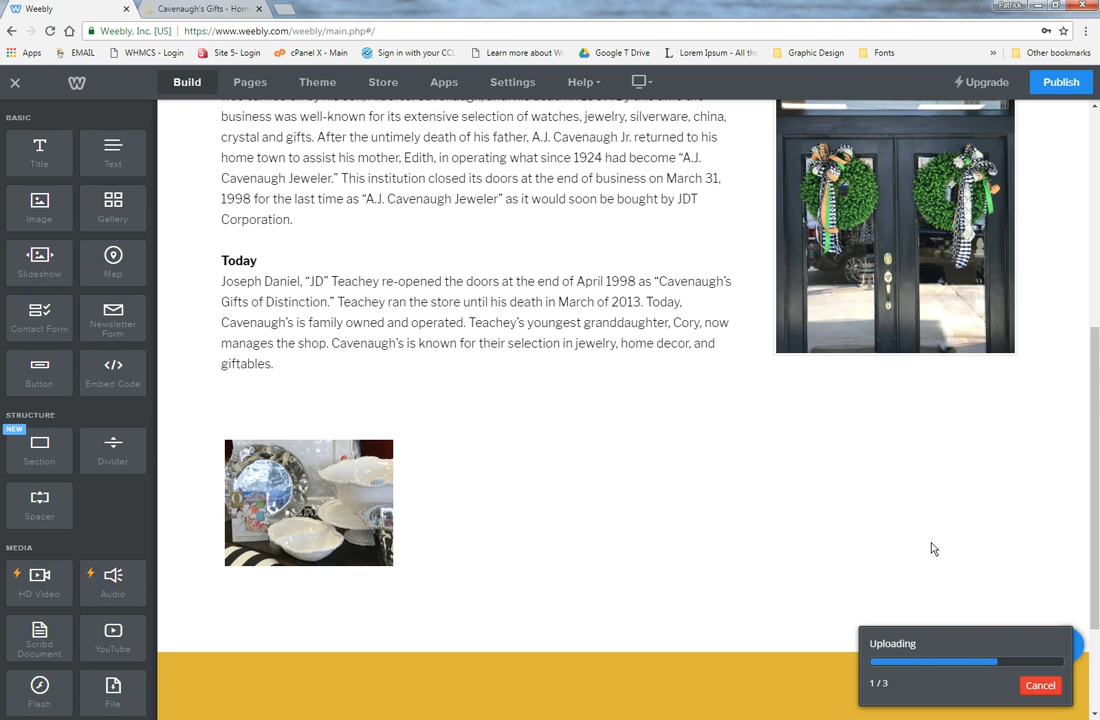 Patrick
Weebly
Cavenaugh's Gifts - Hom
Weebly, Inc. [US] https://www.weebly.com/weebly/main.php#/
Apps EMAIL WHMCS - Login Site 5- Login cPanel X - Main Sign in with your CCL Learn more about We Google T Drive Lorem Ipsum - All the Graphic Design Fonts » Other bookmarks
Build Pages Theme Store Apps Settings Help Upgrade Publish
BASIC
Title Text
Image Gallery
Slideshow Map
Contact Form Newsletter Form
Button Embed Code
STRUCTURE
NEW
Section Divider
Spacer
MEDIA
HD Video Audio
Scribd Document YouTube
Flash File
business was well-known for its extensive selection of watches, jewelry, silverware, china,
crystal and gifts. After the untimely death of his father, A.J. Cavenaugh Jr. returned to his
home town to assist his mother, Edith, in operating what since 1924 had become “A.J.
Cavenaugh Jeweler.” This institution closed its doors at the end of business on March 31,
1998 for the last time as “A.J. Cavenaugh Jeweler” as it would soon be bought by JDT
Corporation.
Today
Joseph Daniel, “JD” Teachey re-opened the doors at the end of April 1998 as “Cavenaugh’s
Gifts of Distinction.” Teachey ran the store until his death in March of 2013. Today,
Cavenaugh’s is family owned and operated. Teachey’s youngest granddaughter, Cory, now
manages the shop. Cavenaugh’s is known for their selection in jewelry, home decor, and
giftables.
Uploading
1 / 3
Cancel